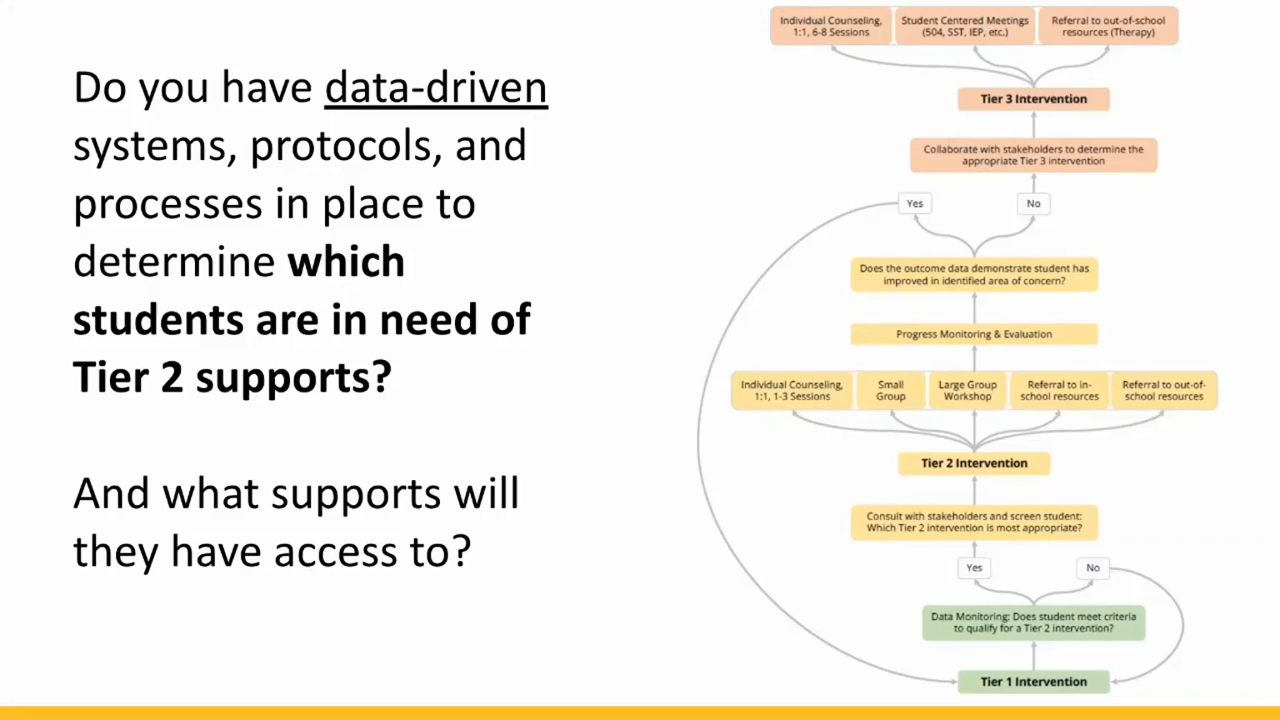 Do you have data-driven
systems, protocols, and
processes in place to
determine which
students are in need of
Tier 2 supports?
And what supports will
they have access to?
Individual Counseling,
1:1, 6-8 Sessions
Student Centered Meetings
(504, SST, IEP, etc.)
Referral to out-of-school
resources (Therapy)
Tier 3 Intervention
Collaborate with stakeholders to determine the
appropriate Tier 3 intervention
Yes
No
Does the outcome data demonstrate student has
improved in identified area of concern?
Progress Monitoring & Evaluation
Individual Counseling,
1:1, 1-3 Sessions
Small
Group
Large Group
Workshop
Referral to in-
school resources
Referral to out-of-
school resources
Tier 2 Intervention
Consult with stakeholders and screen student:
Which Tier 2 intervention is most appropriate?
Yes
No
Data Monitoring: Does student meet criteria
to qualify for a Tier 2 intervention?
Tier 1 Intervention